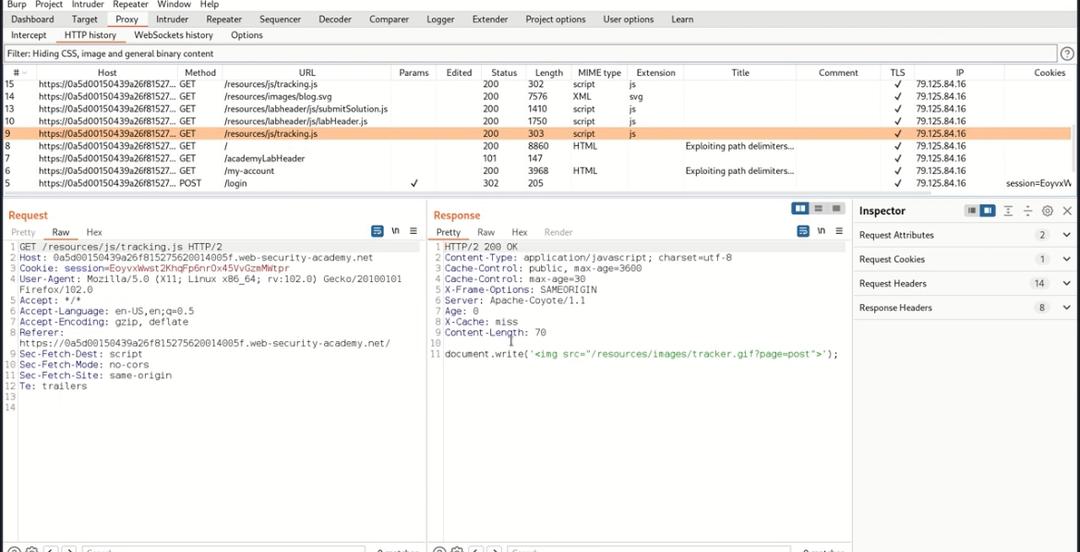 Burp Project Intruder Repeater Window Help
Dashboard Target Proxy Intruder Repeater Sequencer Decoder Comparer Logger Extender Project options User options Learn
Intercept HTTP history WebSockets history Options
Filter: Hiding CSS, image and general binary content
# Host Method URL Params Edited Status Length MIME type Extension Title Comment TLS IP Cookies
15 https://0a5d00150439a26f81527... GET /resources/js/tracking.js 200 302 script js ✓ 79.125.84.16
14 https://0a5d00150439a26f81527... GET /resources/images/blog.svg 200 7576 XML svg ✓ 79.125.84.16
13 https://0a5d00150439a26f81527... GET /resources/labheader/js/submitSolution.js 200 1410 script js ✓ 79.125.84.16
10 https://0a5d00150439a26f81527... GET /resources/labheader/js/labHeader.js 200 1750 script js ✓ 79.125.84.16
9 https://0a5d00150439a26f81527... GET /resources/js/tracking.js 200 303 script js ✓ 79.125.84.16
8 https://0a5d00150439a26f81527... GET / 200 8860 HTML Exploiting path delimiters... ✓ 79.125.84.16
7 https://0a5d00150439a26f81527... GET /academyLabHeader 101 147 ✓ 79.125.84.16
6 https://0a5d00150439a26f81527... GET /my-account 200 3968 HTML Exploiting path delimiters... ✓ 79.125.84.16
5 https://0a5d00150439a26f81527... POST /login ✓ 302 205 ✓ 79.125.84.16 session=EoyvxW
Request
Pretty Raw Hex \n
1 GET /resources/js/tracking.js HTTP/2
2 Host: 0a5d00150439a26f815275620014005f.web-security-academy.net
3 Cookie: session=EoyvxWwst2KhqFp6nrOx45VvGzmMWtpr
4 User-Agent: Mozilla/5.0 (X11; Linux x86_64; rv:102.0) Gecko/20100101
Firefox/102.0
5 Accept: */*
6 Accept-Language: en-US,en;q=0.5
7 Accept-Encoding: gzip, deflate
8 Referer:
https://0a5d00150439a26f815275620014005f.web-security-academy.net/
9 Sec-Fetch-Dest: script
10 Sec-Fetch-Mode: no-cors
11 Sec-Fetch-Site: same-origin
12 Te: trailers
13
14
Response
Pretty Raw Hex Render \n
1 HTTP/2 200 OK
2 Content-Type: application/javascript; charset=utf-8
3 Cache-Control: public, max-age=3600
4 Cache-Control: max-age=30
5 X-Frame-Options: SAMEORIGIN
6 Server: Apache-Coyote/1.1
7 Age: 0
8 X-Cache: miss
9 Content-Length: 70
10
11 document.write('<img src="/resources/images/tracker.gif?page=post">');
Inspector
Request Attributes 2
Request Cookies 1
Request Headers 14
Response Headers 8